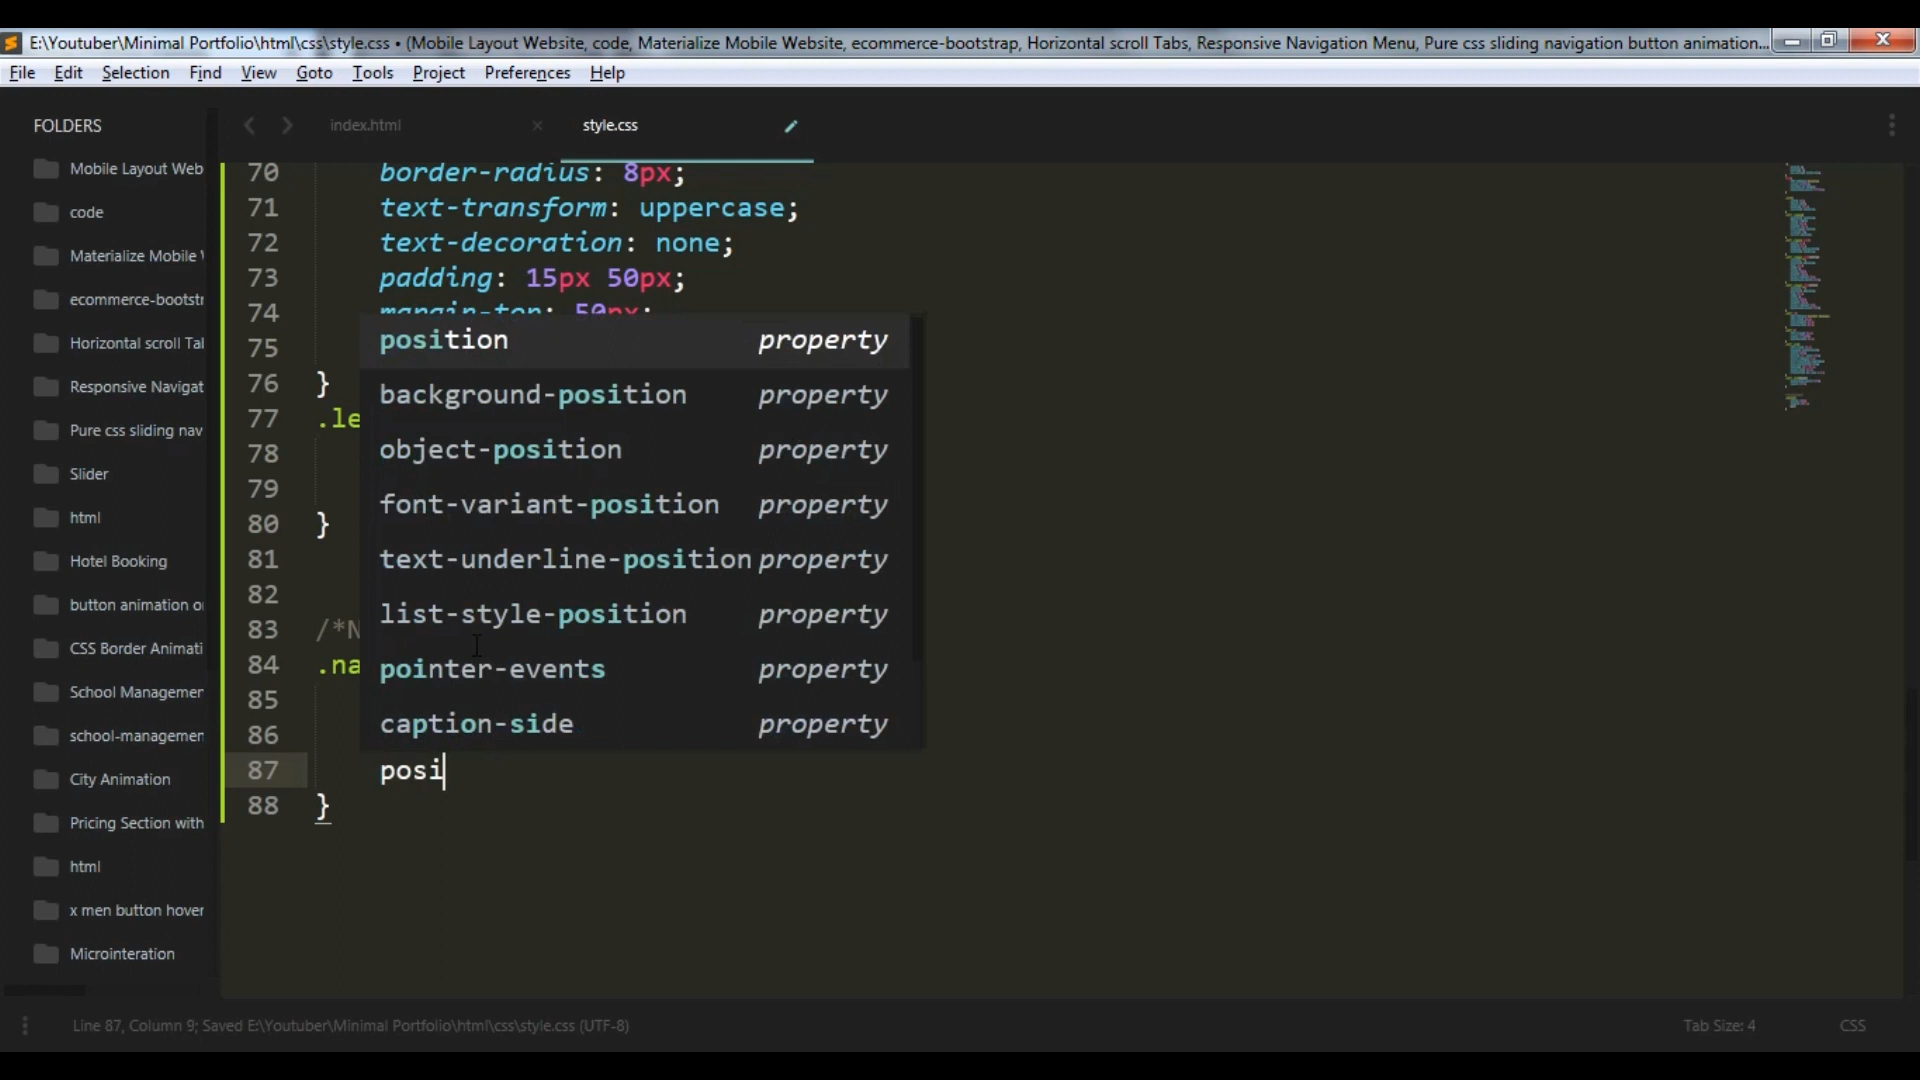 E:\Youtuber\Minimal Portfolio\html\css\style.css • (Mobile Layout Website, code, Materialize Mobile Website, ecommerce-bootstrap, Horizontal scroll Tabs, Responsive Navigation Menu, Pure css sliding navigation button animation...
File Edit Selection Find View Goto Tools Project Preferences Help
FOLDERS
Mobile Layout Web
code
Materialize Mobile
ecommerce-bootstr
Horizontal scroll Tal
Responsive Navigat
Pure css sliding nav
Slider
html
Hotel Booking
button animation o
CSS Border Animati
School Managemer
school-managemen
City Animation
Pricing Section with
html
x men button hover
Microinteration
index.html style.css
70 border-radius: 8px;
71 text-transform: uppercase;
72 text-decoration: none;
73 padding: 15px 50px;
74 margin-top: 50px;
75
76 }
77 .le
78
79
80 }
81
82
83 /*N
84 .na
85
86
87 posi
88 }
position property
background-position property
object-position property
font-variant-position property
text-underline-position property
list-style-position property
pointer-events property
caption-side property
Line 87, Column 9; Saved E:\Youtuber\Minimal Portfolio\html\css\style.css (UTF-8) Tab Size: 4 CSS